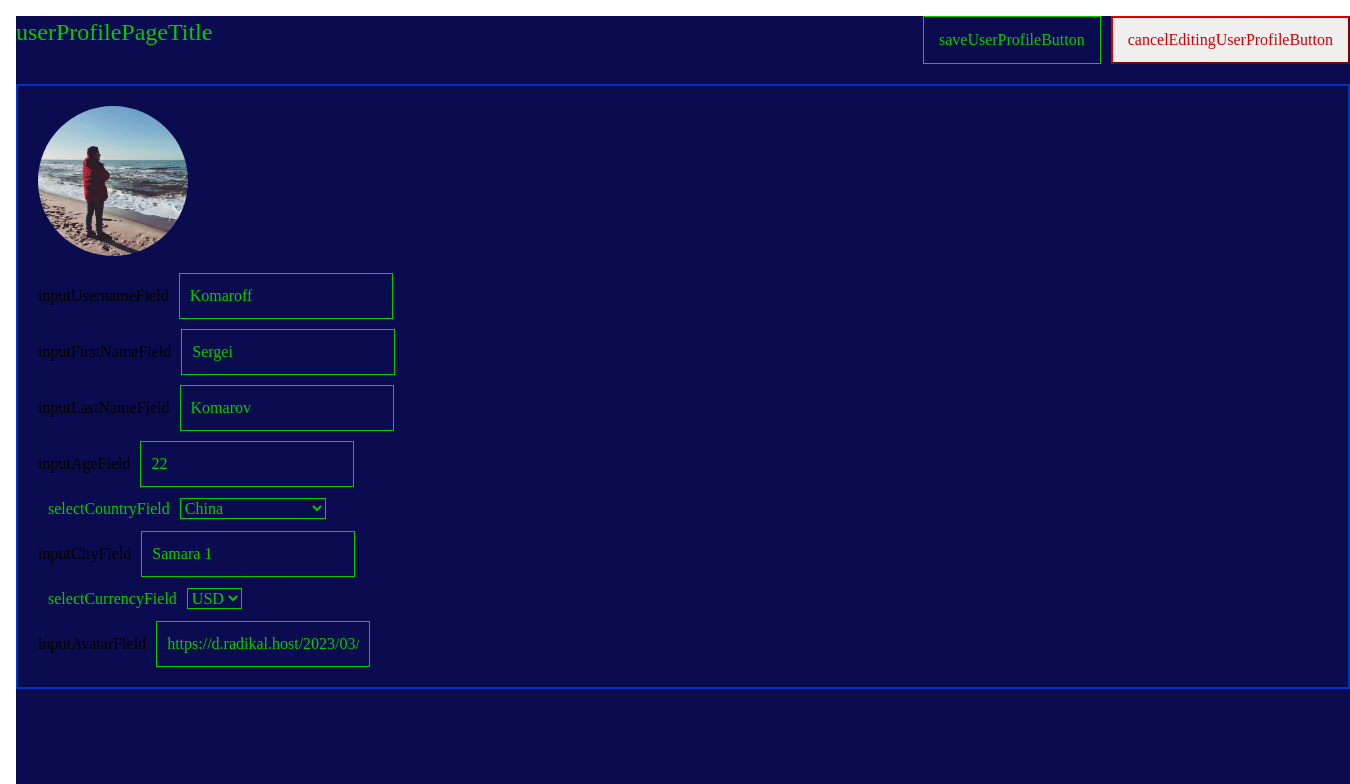 userProfilePageTitle saveUserProfileButton cancelEditingUserProfileButton
inputUsernameField Komaroff
inputFirstNameField Sergei
inputLastNameField Komarov
inputAgeField 22
selectCountryField China
inputCityField Samara 1
selectCurrencyField USD
inputAvatarField https://d.radikal.host/2023/03/